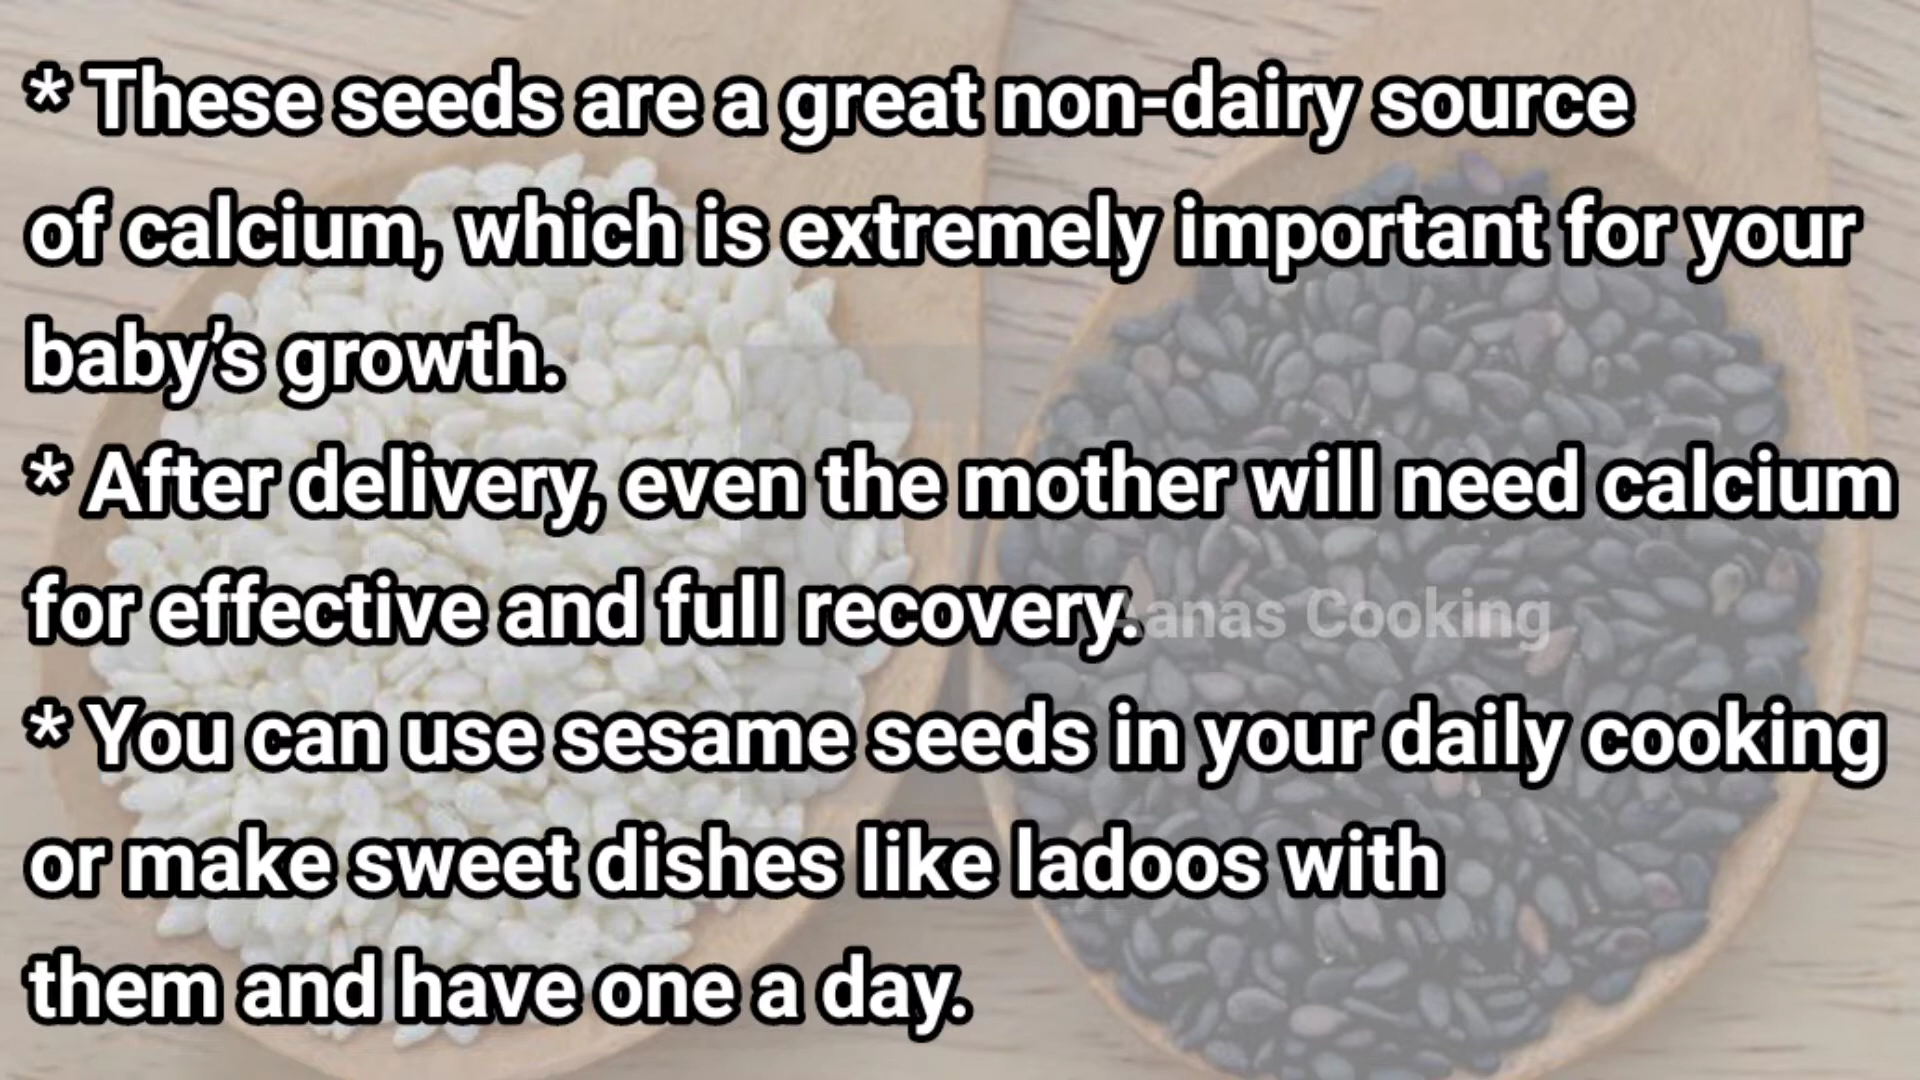 * These seeds are a great non-dairy source
of calcium, which is extremely important for your
baby’s growth.
* After delivery, even the mother will need calcium
for effective and full recovery.
Aanas Cooking
* You can use sesame seeds in your daily cooking
or make sweet dishes like ladoos with
them and have one a day.